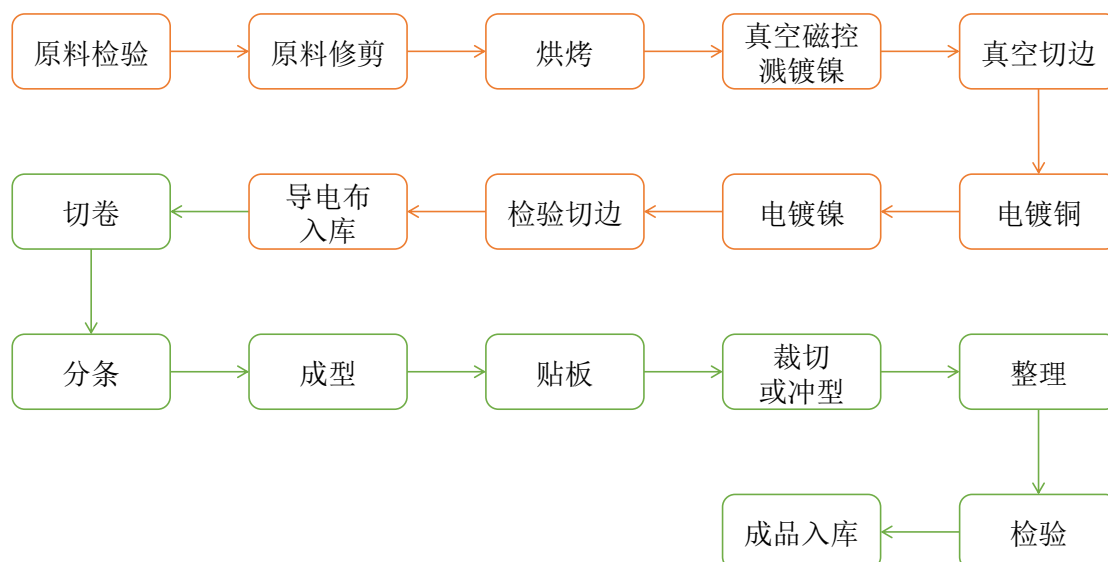 原料检验
原料修剪
烘烤
真空磁控
溅镀镍
真空切边
切卷
导电布
入库
检验切边
电镀镍
电镀铜
分条
成型
贴板
裁切
或冲型
整理
成品入库
检验